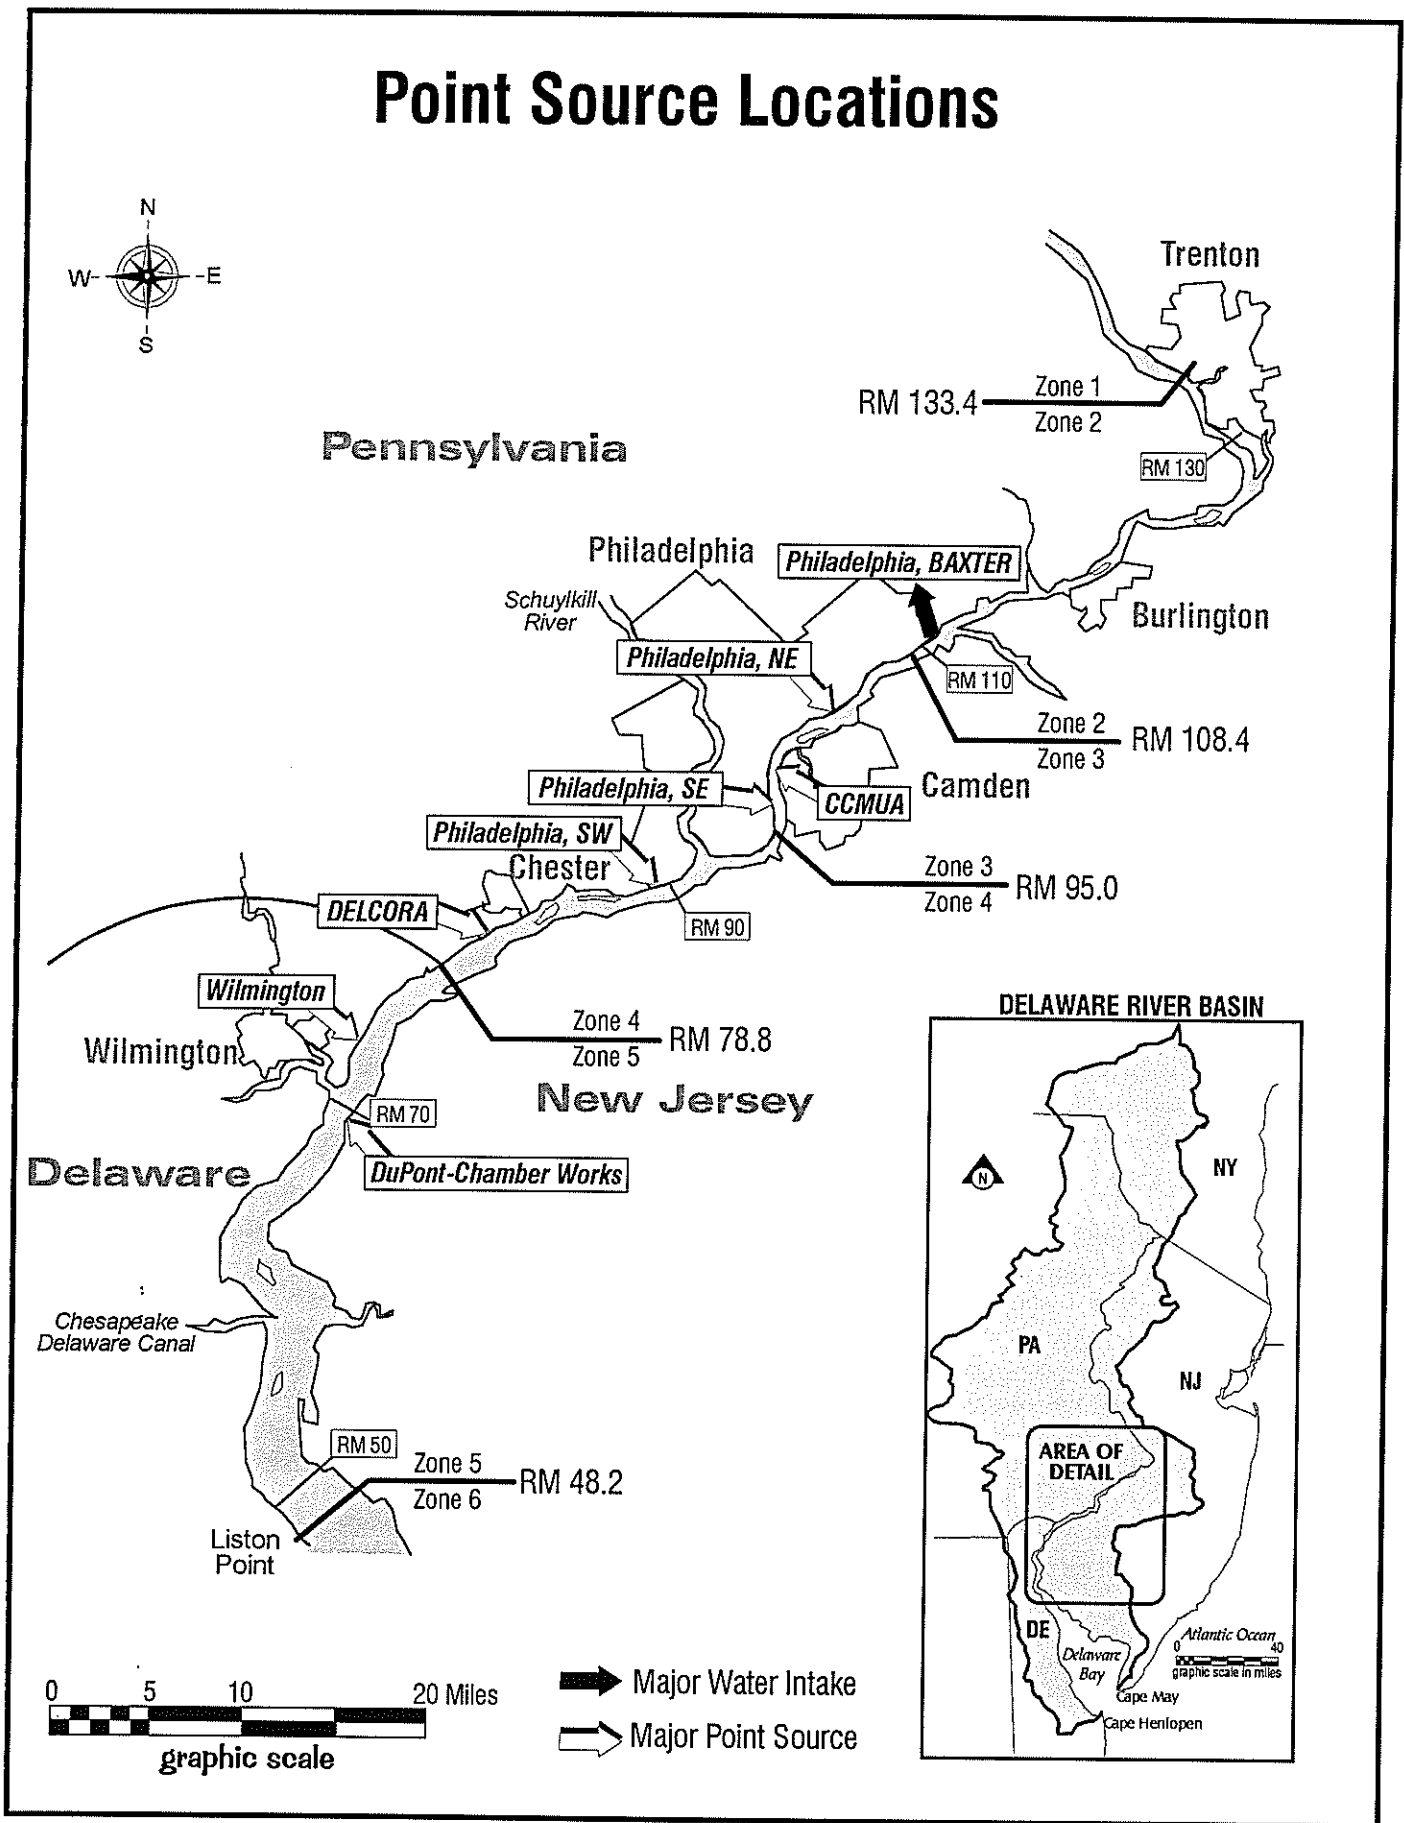 Point Source Locations
N
W
E
S
Trenton
RM 133.4
Zone 1
Zone 2
Pennsylvania
RM 130
Philadelphia
Philadelphia, BAXTER
Schuylkill
River
Burlington
Philadelphia, NE
RM 110
Zone 2
Zone 3
RM 108.4
Philadelphia, SE
CCMUA
Camden
Philadelphia, SW
Chester
Zone 3
Zone 4
RM 95.0
DELCORA
RM 90
Wilmington
Zone 4
Zone 5
RM 78.8
Wilmington
New Jersey
RM 70
Delaware
DuPont-Chamber Works
Chesapeake
Delaware Canal
RM 50
Zone 5
Zone 6
RM 48.2
Liston
Point
DELAWARE RIVER BASIN
N
NY
PA
NJ
AREA OF
DETAIL
DE
Delaware
Bay
Atlantic Ocean
0 40
graphic scale in miles
Cape May
Cape Henlopen
0 5 10 20 Miles
graphic scale
Major Water Intake
Major Point Source